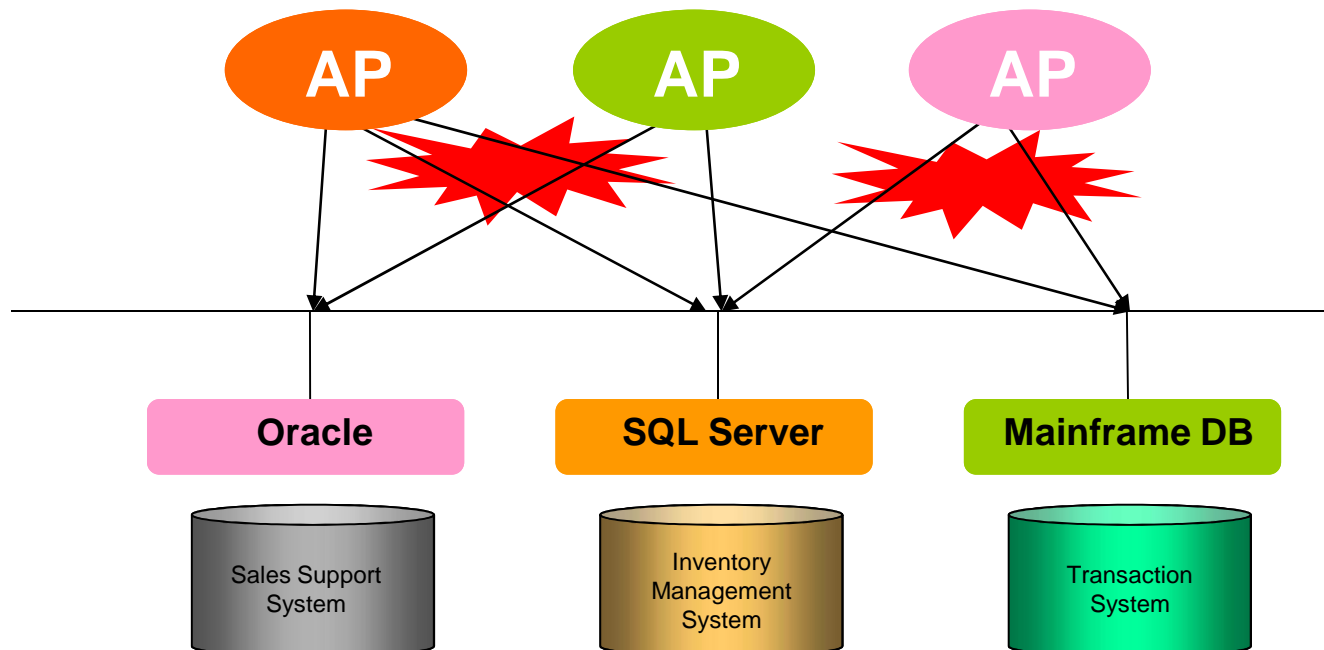 AP
AP
AP
Oracle
SQL Server
Mainframe DB
Sales Support
System
Inventory
Management
System
Transaction
System